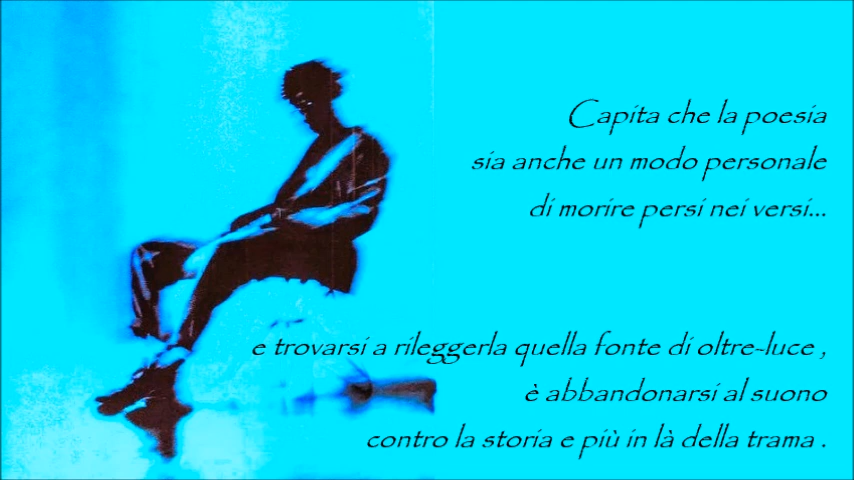 Capita che la poesia
sia anche un modo personale
di morire persi nei versi...
e trovarsi a rileggerla quella fonte di oltre-luce ,
è abbandonarsi al suono
contro la storia e più in là della trama .